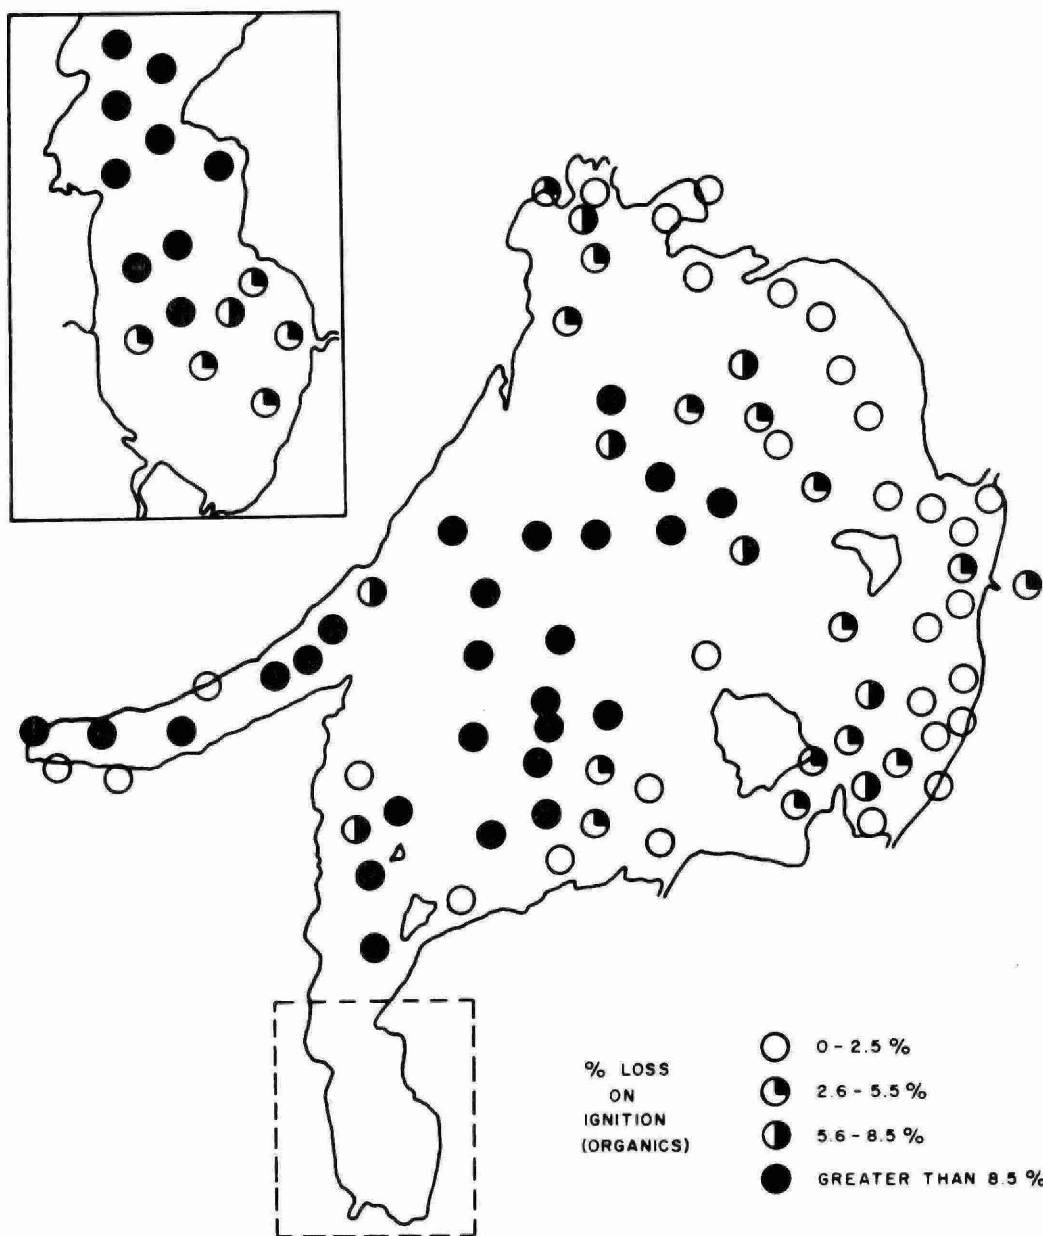 % LOSS
ON
IGNITION
(ORGANICS)
0-2.5 %
2.6-5.5 %
5.6-8.5 %
GREATER THAN 8.5 %